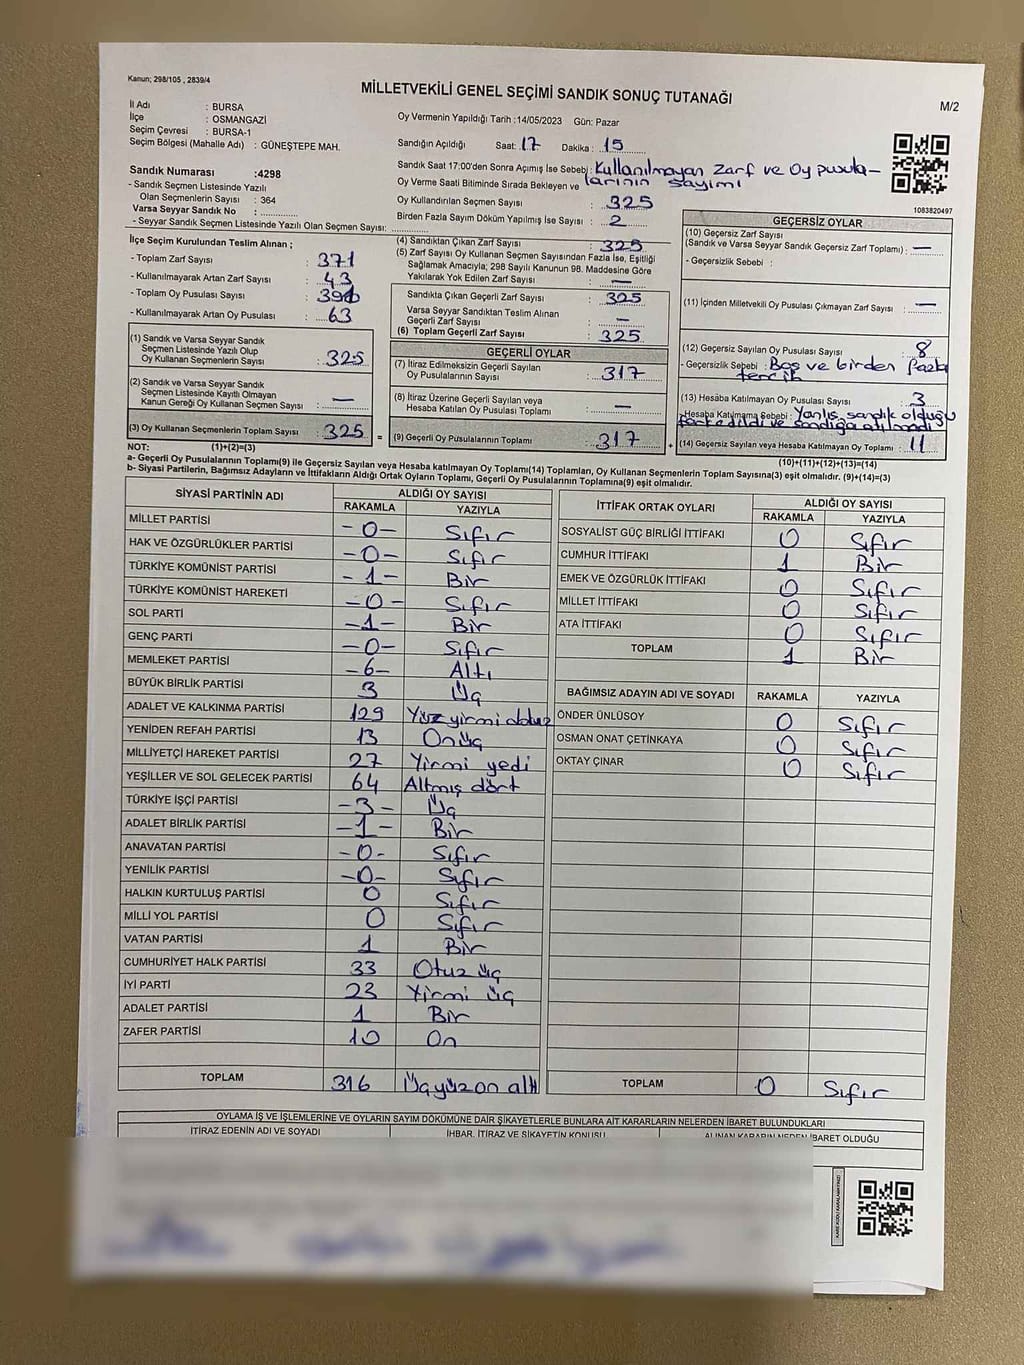 Kanun; 298/105 , 2839/4
MİLLETVEKİLİ GENEL SEÇİMİ SANDIK SONUÇ TUTANAĞI
M/2
İl Adı : BURSA
İlçe : OSMANGAZİ
Seçim Çevresi : BURSA-1
Seçim Bölgesi (Mahalle Adı) : GÜNEŞTEPE MAH.
Sandık Numarası :4298
- Sandık Seçmen Listesinde Yazılı
Olan Seçmenlerin Sayısı : 364
Varsa Seyyar Sandık No :
- Seyyar Sandık Seçmen Listesinde Yazılı Olan Seçmen Sayısı:
Oy Vermenin Yapıldığı Tarih :14/05/2023 Gün: Pazar
Sandığın Açıldığı Saat: 17 Dakika : 15
Sandık Saat 17:00'den Sonra Açılmış İse Sebebi : Kullanılmayan Zarf ve Oy pusula-
larının sayımı
Oy Verme Saati Bitiminde Sırada Bekleyen ve
Oy Kullandırılan Seçmen Sayısı : 325
Birden Fazla Sayım Döküm Yapılmış İse Sayısı : 2
1083820497
İlçe Seçim Kurulundan Teslim Alınan ;
- Toplam Zarf Sayısı : 371
- Kullanılmayarak Artan Zarf Sayısı : 43
- Toplam Oy Pusulası Sayısı :
- Kullanılmayarak Artan Oy Pusulası : 63
(1) Sandık ve Varsa Seyyar Sandık
Seçmen Listesinde Yazılı Olup
Oy Kullanan Seçmenlerin Sayısı : 325
(2) Sandık ve Varsa Seyyar Sandık
Seçmen Listesinde Kayıtlı Olmayan
Kanun Gereği Oy Kullanan Seçmen Sayısı : —
(3) Oy Kullanan Seçmenlerin Toplam Sayısı : 325 =
(4) Sandıktan Çıkan Zarf Sayısı : 325
(5) Zarf Sayısı Oy Kullanan Seçmen Sayısından Fazla İse, Eşitliği
Sağlamak Amacıyla; 298 Sayılı Kanunun 98. Maddesine Göre
Yakılarak Yok Edilen Zarf Sayısı : —
Sandıkta Çıkan Geçerli Zarf Sayısı : 325
Varsa Seyyar Sandıktan Teslim Alınan
Geçerli Zarf Sayısı : —
(6) Toplam Geçerli Zarf Sayısı : 325
GEÇERLİ OYLAR
(7) İtiraz Edilmeksizin Geçerli Sayılan
Oy Pusulalarının Sayısı : 317
(8) İtiraz Üzerine Geçerli Sayılan veya
Hesaba Katılan Oy Pusulası Toplamı : —
(9) Geçerli Oy Pusulalarının Toplamı : 317 +
GEÇERSİZ OYLAR
(10) Geçersiz Zarf Sayısı
(Sandık ve Varsa Seyyar Sandık Geçersiz Zarf Toplamı) : —
- Geçersizlik Sebebi :
(11) İçinden Milletvekili Oy Pusulası Çıkmayan Zarf Sayısı : —
(12) Geçersiz Sayılan Oy Pusulası Sayısı : 8
- Geçersizlik Sebebi : Boş ve birden fazla
tercih
(13) Hesaba Katılmayan Oy Pusulası Sayısı : 3
Hesaba Katılmama Sebebi : Yanlış sandık olduğu
fark edildi ve sandığa atılmadı
(14) Geçersiz Sayılan veya Hesaba Katılmayan Oy Toplamı : 11
NOT: (1)+(2)=(3) (10)+(11)+(12)+(13)=(14)
a- Geçerli Oy Pusulasının Toplamı(9) ile Geçersiz Sayılan veya Hesaba katılmayan Oy Toplamı(14) Toplamları, Oy Kullanan Seçmenlerin Toplam Sayısına(3) eşit olmalıdır. (9)+(14)=(3)
b- Siyasi Partilerin, Bağımsız Adayların ve İttifakların Aldığı Ortak Oyların Toplamı, Geçerli Oy Pusulasının Toplamına(9) eşit olmalıdır.
SİYASİ PARTİNİN ADI ALDIĞI OY SAYISI
RAKAMLA YAZIYLA
MİLLET PARTİSİ -0- Sıfır
HAK VE ÖZGÜRLÜKLER PARTİSİ -0- Sıfır
TÜRKİYE KOMÜNİST PARTİSİ -1- Bir
TÜRKİYE KOMÜNİST HAREKETİ -0- Sıfır
SOL PARTİ -1- Bir
GENÇ PARTİ -0- Sıfır
MEMLEKET PARTİSİ -6- Altı
BÜYÜK BİRLİK PARTİSİ 3 Üç
ADALET VE KALKINMA PARTİSİ 129 Yüz yirmi dokuz
YENİDEN REFAH PARTİSİ 13 On üç
MİLLİYETÇİ HAREKET PARTİSİ 27 Yirmi yedi
YEŞİLLER VE SOL GELECEK PARTİSİ 64 Altmış dört
TÜRKİYE İŞÇİ PARTİSİ -3- Üç
ADALET BİRLİK PARTİSİ -1- Bir
ANAVATAN PARTİSİ -0- Sıfır
YENİLİK PARTİSİ -0- Sıfır
HALKIN KURTULUŞ PARTİSİ 0 Sıfır
MİLLİ YOL PARTİSİ 0 Sıfır
VATAN PARTİSİ 1 Bir
CUMHURİYET HALK PARTİSİ 33 Otuz üç
İYİ PARTİ 23 Yirmi üç
ADALET PARTİSİ 1 Bir
ZAFER PARTİSİ 10 On
TOPLAM 316 Üçyüz on altı
İTTİFAK ORTAK OYLARI ALDIĞI OY SAYISI
RAKAMLA YAZIYLA
SOSYALİST GÜÇ BİRLİĞİ İTTİFAKI 0 Sıfır
CUMHUR İTTİFAKI 1 Bir
EMEK VE ÖZGÜRLÜK İTTİFAKI 0 Sıfır
MİLLET İTTİFAKI 0 Sıfır
ATA İTTİFAKI 0 Sıfır
TOPLAM 1 Bir
BAĞIMSIZ ADAYIN ADI VE SOYADI RAKAMLA YAZIYLA
ÖNDER ÜNLÜSOY 0 Sıfır
OSMAN ONAT ÇETİNKAYA 0 Sıfır
OKTAY ÇINAR 0 Sıfır
TOPLAM 0 Sıfır
OYLAMA İŞ VE İŞLEMLERİNE VE OYLARIN SAYIM DÖKÜMÜNE DAİR ŞİKAYETLERLE BUNLARA AİT KARARLARIN NELERDEN İBARET BULUNDUKLARI
İTİRAZ EDENİN ADI VE SOYADI İHBAR, İTİRAZ VE ŞİKAYETİN KONUSU ALINAN KARARIN NEDEN İBARET OLDUĞU